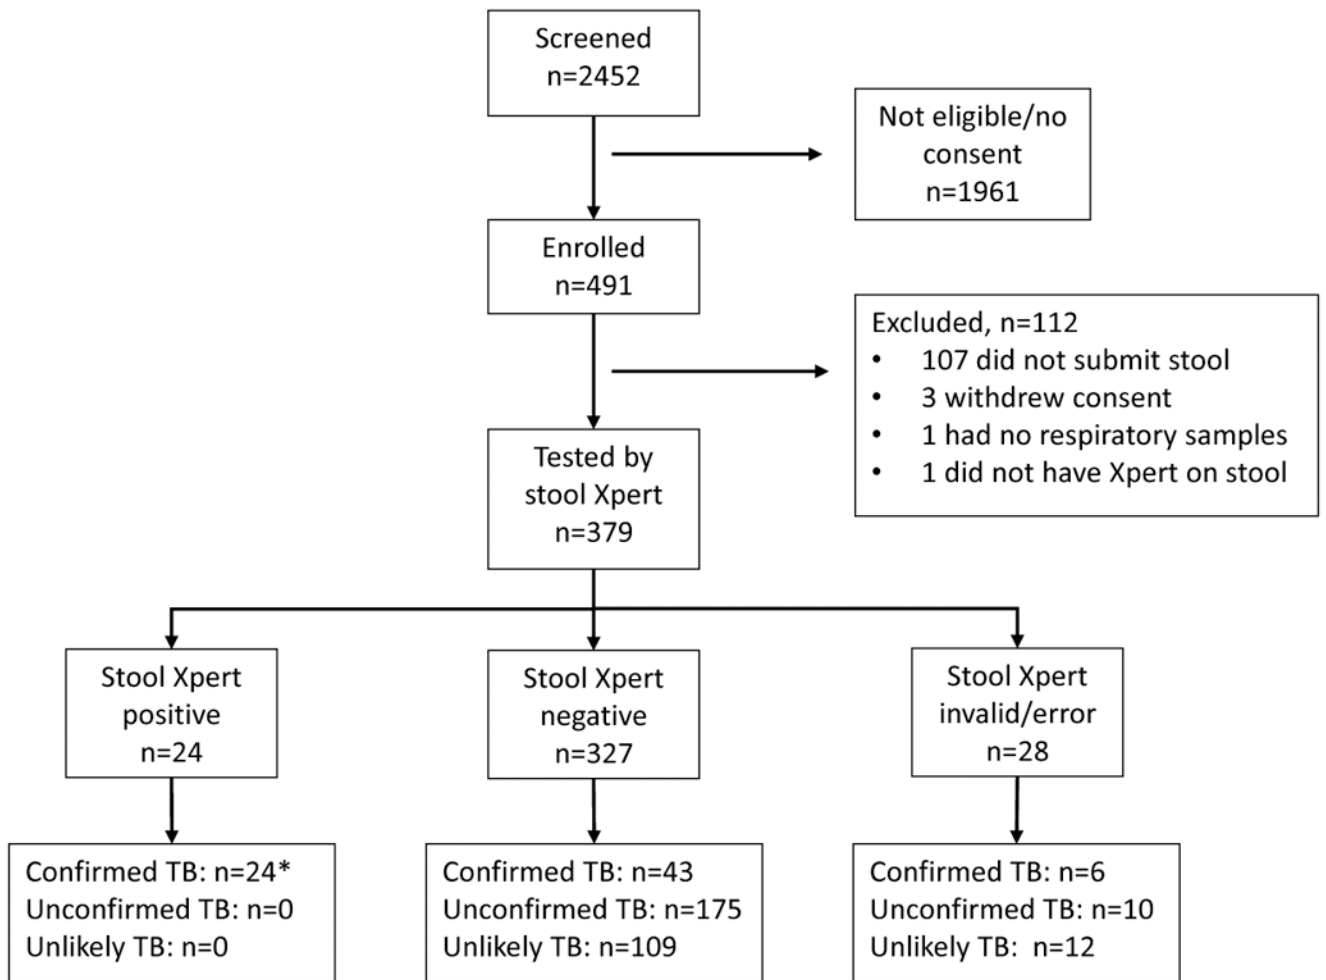 Screened
n=2452
Not eligible/no
consent
n=1961
Enrolled
n=491
Excluded, n=112
• 107 did not submit stool
• 3 withdrew consent
• 1 had no respiratory samples
• 1 did not have Xpert on stool
Tested by
stool Xpert
n=379
Stool Xpert
positive
n=24
Stool Xpert
negative
n=327
Stool Xpert
invalid/error
n=28
Confirmed TB: n=24*
Unconfirmed TB: n=0
Unlikely TB: n=0
Confirmed TB: n=43
Unconfirmed TB: n=175
Unlikely TB: n=109
Confirmed TB: n=6
Unconfirmed TB: n=10
Unlikely TB:  n=12